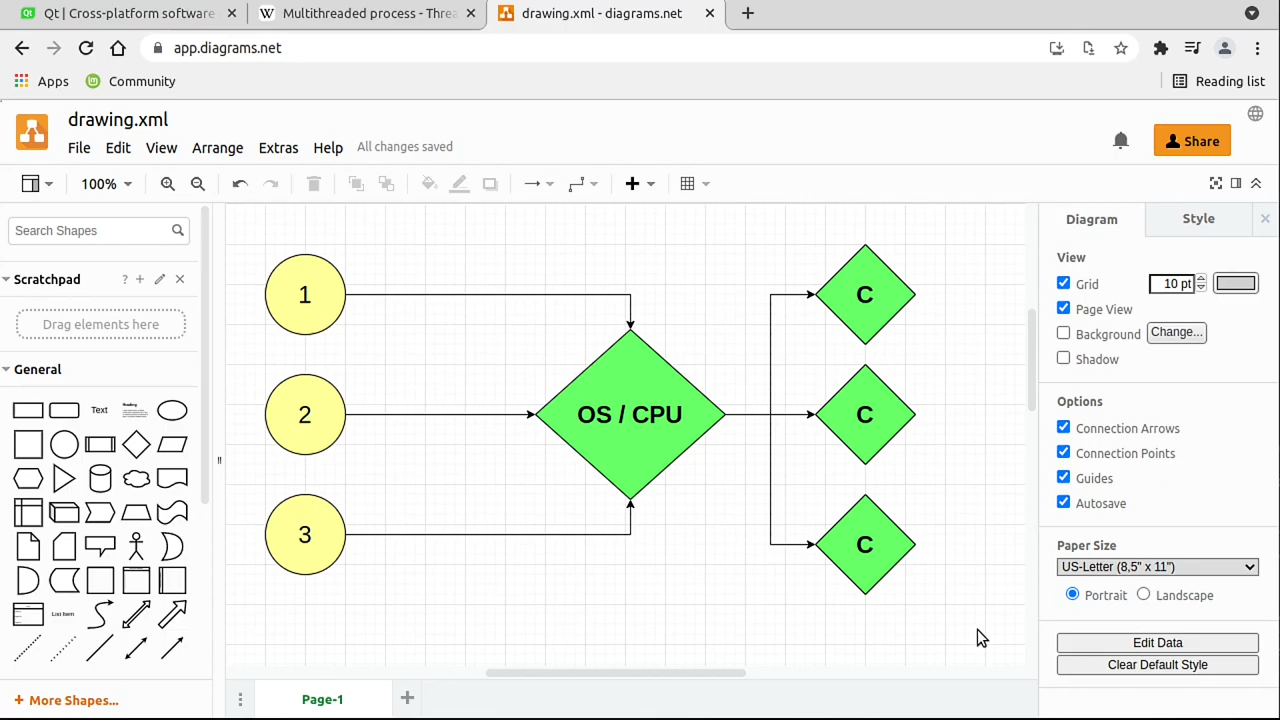 Qt | Cross-platform software
Multithreaded process - Threa
drawing.xml - diagrams.net
app.diagrams.net
Apps
Community
Reading list
drawing.xml
File Edit View Arrange Extras Help All changes saved
Share
100%
Search Shapes
Scratchpad
?
Drag elements here
General
Text
Heading
List Item
More Shapes...
1
2
3
OS / CPU
C
C
C
Diagram
Style
View
Grid 10 pt
Page View
Background Change...
Shadow
Options
Connection Arrows
Connection Points
Guides
Autosave
Paper Size
US-Letter (8,5" x 11")
Portrait Landscape
Edit Data
Clear Default Style
Page-1